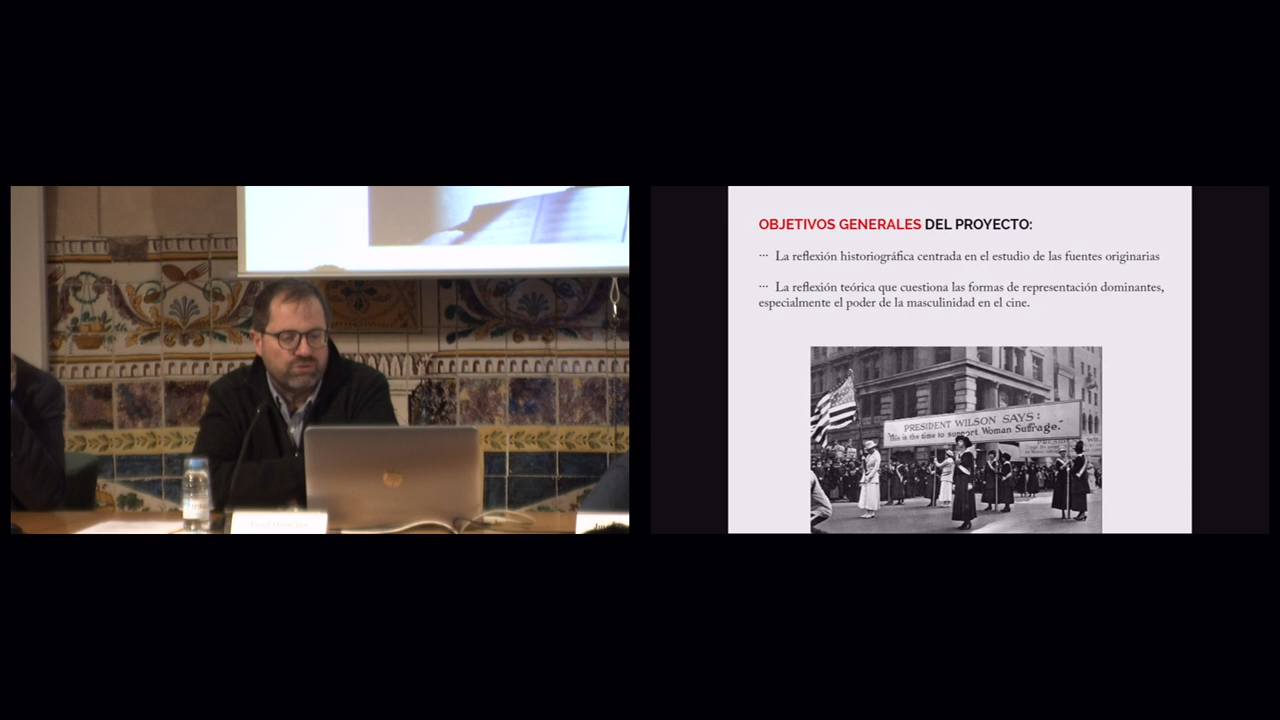 OBJETIVOS GENERALES DEL PROYECTO:
··· La reflexión historiográfica centrada en el estudio de las fuentes originarias
··· La reflexión teórica que cuestiona las formas de representación dominantes,
especialmente el poder de la masculinidad en el cine.
PRESIDENT WILSON SAYS:
"This is the time to support Woman Suffrage."